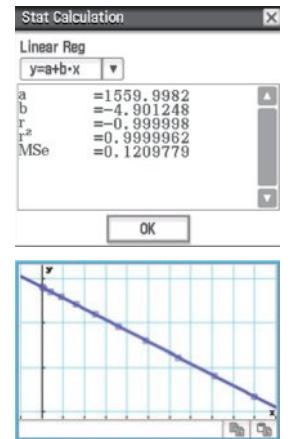 Stat Calculation
Linear Reg
y=a+b•x
a =1559.9982
b =-4.901248
r =-0.999998
r² =0.9999962
MSe =0.1209779
OK
y
x